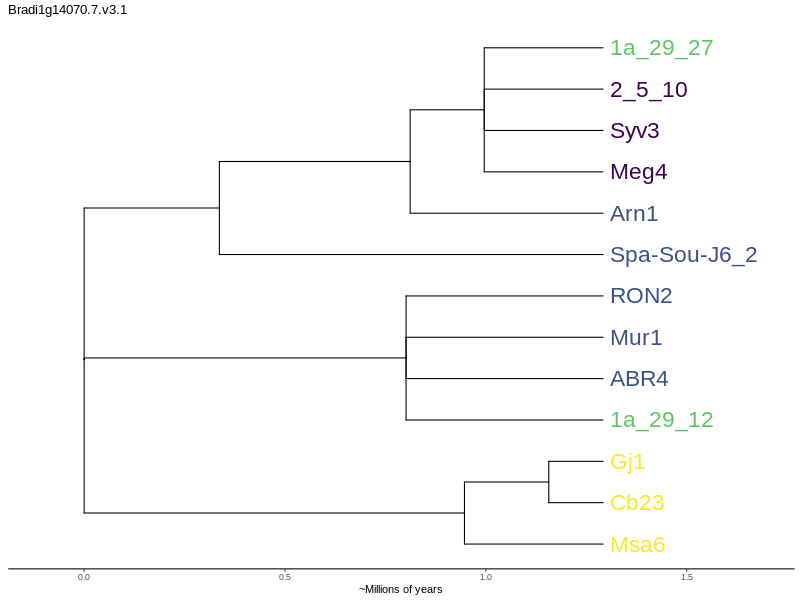 Bradi1g14070.7.v3.1
1a_29_27
2_5_10
Syv3
Meg4
Arn1
Spa-Sou-J6_2
RON2
Mur1
ABR4
1a_29_12
Gj1
Cb23
Msa6
0.0 0.5 1.0 1.5
~Millions of years